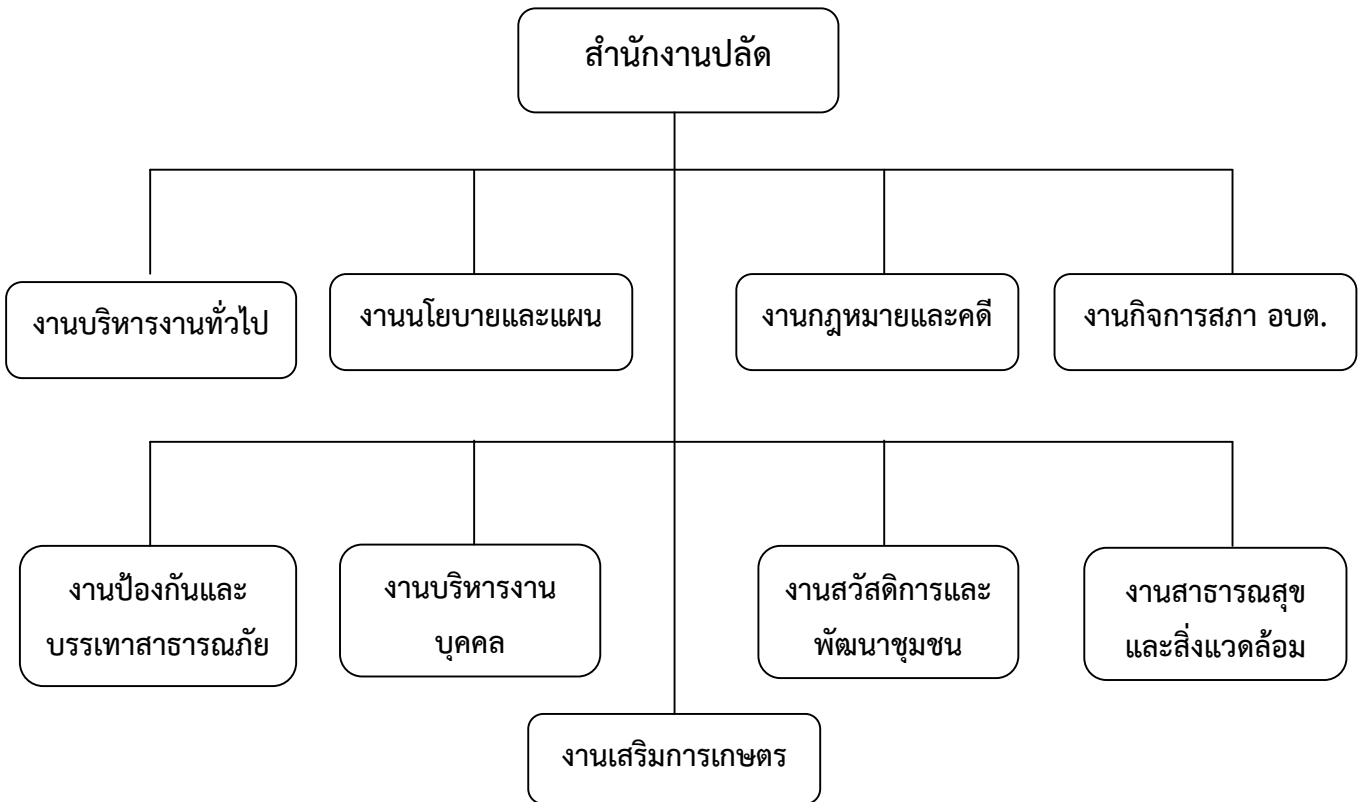 สำนักงานปลัด
งานบริหารงานทั่วไป
งานนโยบายและแผน
งานกฎหมายและคดี
งานกิจการสภา อบต.
งานป้องกันและ
บรรเทาสาธารณภัย
งานบริหารงาน
บุคคล
งานสวัสดิการและ
พัฒนาชุมชน
งานสาธารณสุข
และสิ่งแวดล้อม
งานเสริมการเกษตร